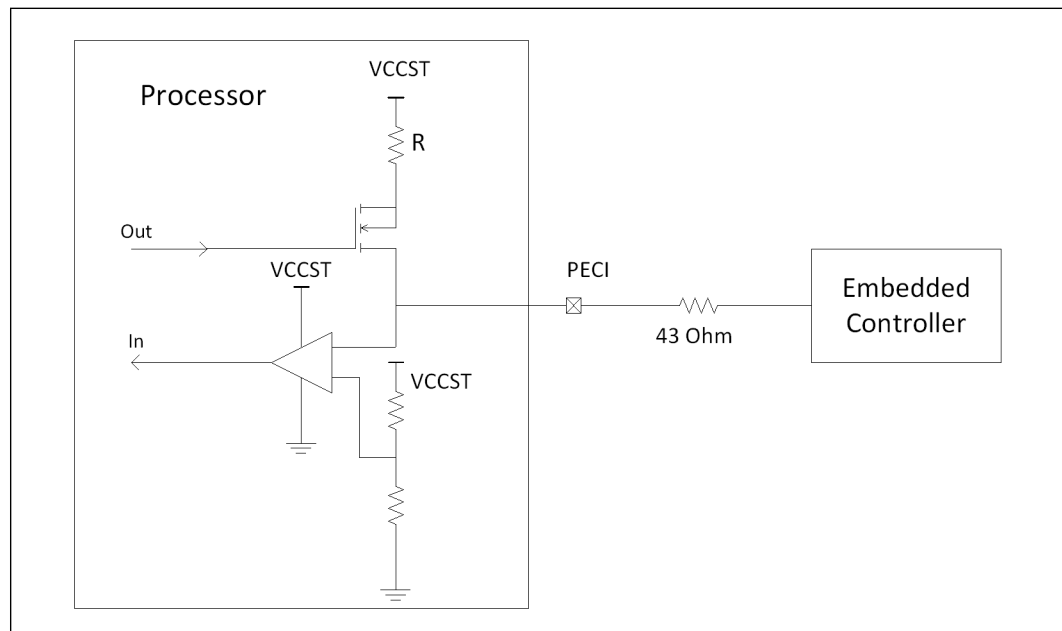 VCCST
Processor
R
Out
VCCST
PECI
Embedded
Controller
In
43 Ohm
VCCST